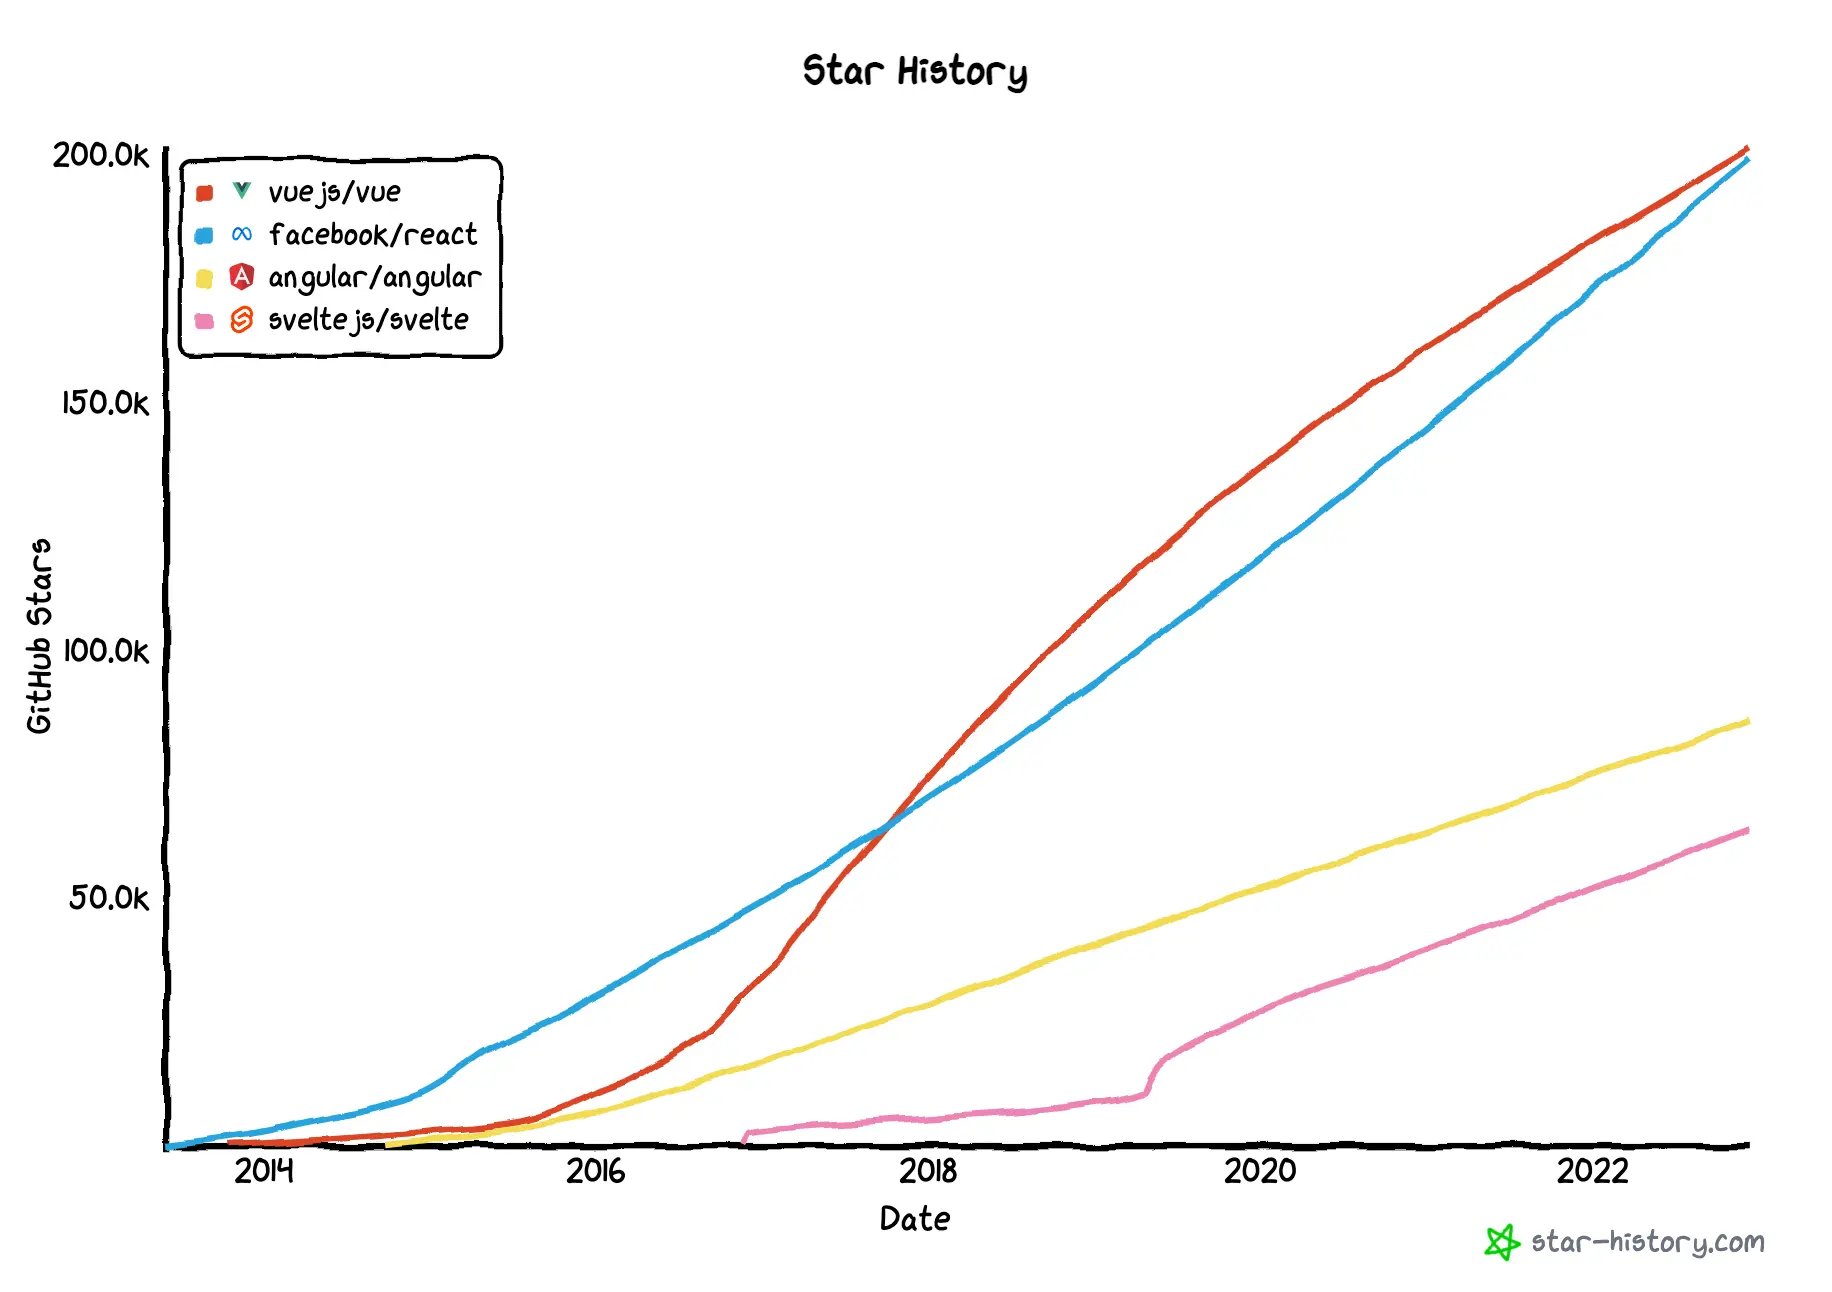 Star History
200.0k
vuejs/vue
facebook/react
angular/angular
sveltejs/svelte
150.0k
100.0k
50.0k
GitHub Stars
2014 2016 2018 2020 2022
Date
star-history.com